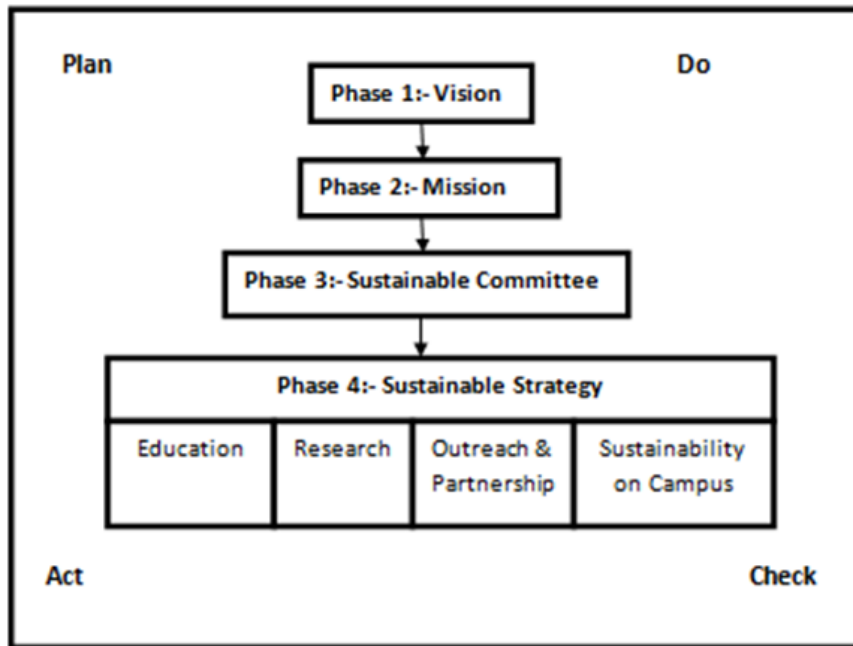 Plan
Do
Phase 1:- Vision
Phase 2:- Mission
Phase 3:- Sustainable Committee
Phase 4:- Sustainable Strategy
Education
Research
Outreach &
Partnership
Sustainability
on Campus
Act
Check